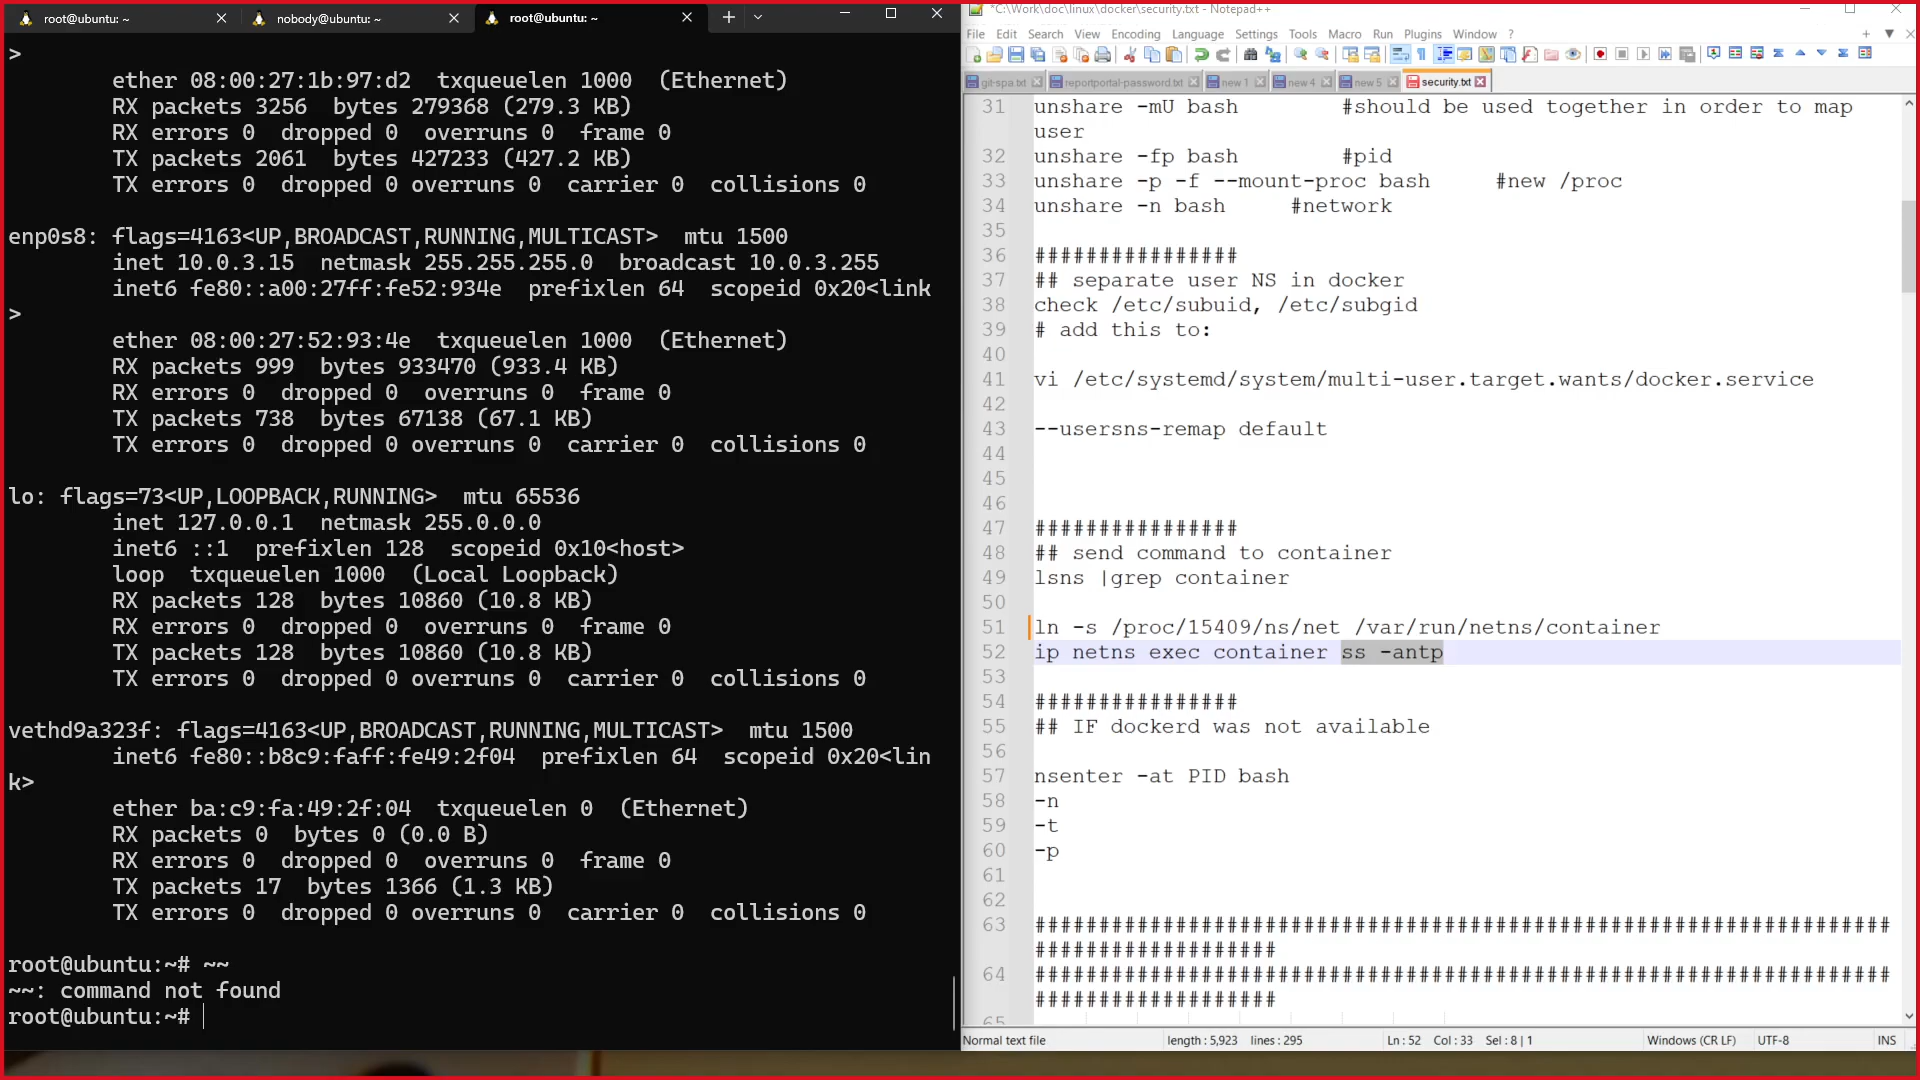 root@ubuntu: ~
nobody@ubuntu: ~
root@ubuntu: ~
>
ether 08:00:27:1b:97:d2  txqueuelen 1000  (Ethernet)
RX packets 3256  bytes 279368 (279.3 KB)
RX errors 0  dropped 0  overruns 0  frame 0
TX packets 2061  bytes 427233 (427.2 KB)
TX errors 0  dropped 0 overruns 0  carrier 0  collisions 0
enp0s8: flags=4163<UP,BROADCAST,RUNNING,MULTICAST>  mtu 1500
inet 10.0.3.15  netmask 255.255.255.0  broadcast 10.0.3.255
inet6 fe80::a00:27ff:fe52:934e  prefixlen 64  scopeid 0x20<link
>
ether 08:00:27:52:93:4e  txqueuelen 1000  (Ethernet)
RX packets 999  bytes 933470 (933.4 KB)
RX errors 0  dropped 0  overruns 0  frame 0
TX packets 738  bytes 67138 (67.1 KB)
TX errors 0  dropped 0 overruns 0  carrier 0  collisions 0
lo: flags=73<UP,LOOPBACK,RUNNING>  mtu 65536
inet 127.0.0.1  netmask 255.0.0.0
inet6 ::1  prefixlen 128  scopeid 0x10<host>
loop  txqueuelen 1000  (Local Loopback)
RX packets 128  bytes 10860 (10.8 KB)
RX errors 0  dropped 0  overruns 0  frame 0
TX packets 128  bytes 10860 (10.8 KB)
TX errors 0  dropped 0 overruns 0  carrier 0  collisions 0
vethd9a323f: flags=4163<UP,BROADCAST,RUNNING,MULTICAST>  mtu 1500
inet6 fe80::b8c9:faff:fe49:2f04  prefixlen 64  scopeid 0x20<lin
k>
ether ba:c9:fa:49:2f:04  txqueuelen 0  (Ethernet)
RX packets 0  bytes 0 (0.0 B)
RX errors 0  dropped 0  overruns 0  frame 0
TX packets 17  bytes 1366 (1.3 KB)
TX errors 0  dropped 0 overruns 0  carrier 0  collisions 0
root@ubuntu:~# ~~
~~: command not found
root@ubuntu:~#
*C:\Work\doc\linux\docker\security.txt - Notepad++
File Edit Search View Encoding Language Settings Tools Macro Run Plugins Window ?
git-spa.txt reportportal-password.txt new 1 new 4 new 5 security.txt
31 unshare -mU bash #should be used together in order to map
user
32 unshare -fp bash #pid
33 unshare -p -f --mount-proc bash #new /proc
34 unshare -n bash #network
35
36 ################
37 ## separate user NS in docker
38 check /etc/subuid, /etc/subgid
39 # add this to:
40
41 vi /etc/systemd/system/multi-user.target.wants/docker.service
42
43 --usersns-remap default
44
45
46
47 ################
48 ## send command to container
49 lsns |grep container
50
51 ln -s /proc/15409/ns/net /var/run/netns/container
52 ip netns exec container ss -antp
53
54 ################
55 ## IF dockerd was not available
56
57 nsenter -at PID bash
58 -n
59 -t
60 -p
61
62
63 ###################################################################
###################
64 ###################################################################
###################
65
Normal text file length : 5,923 lines : 295 Ln : 52 Col : 33 Sel : 8 | 1 Windows (CR LF) UTF-8 INS